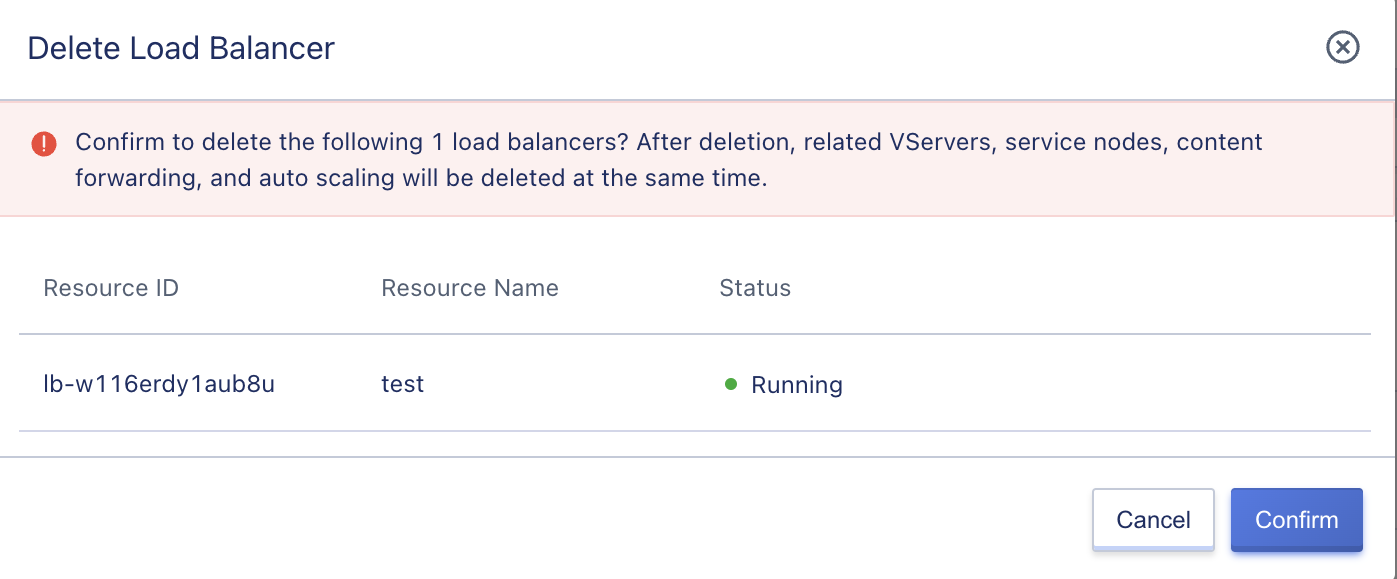 Delete Load Balancer
Confirm to delete the following 1 load balancers? After deletion, related VServers, service nodes, content
forwarding, and auto scaling will be deleted at the same time.
Resource ID Resource Name Status
lb-w116erdy1aub8u test Running
Cancel Confirm